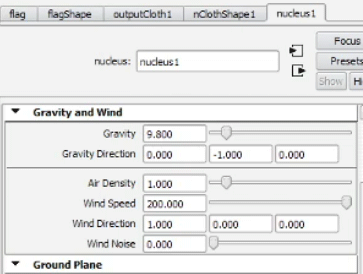 flag flagShape outputCloth1 nClothShape1 nucleus1
Focus
nucleus: nucleus1
Presets
Show
Gravity and Wind
Gravity 9.800
Gravity Direction 0.000 -1.000 0.000
Air Density 1.000
Wind Speed 200.000
Wind Direction 1.000 0.000 0.000
Wind Noise 0.000
Ground Plane